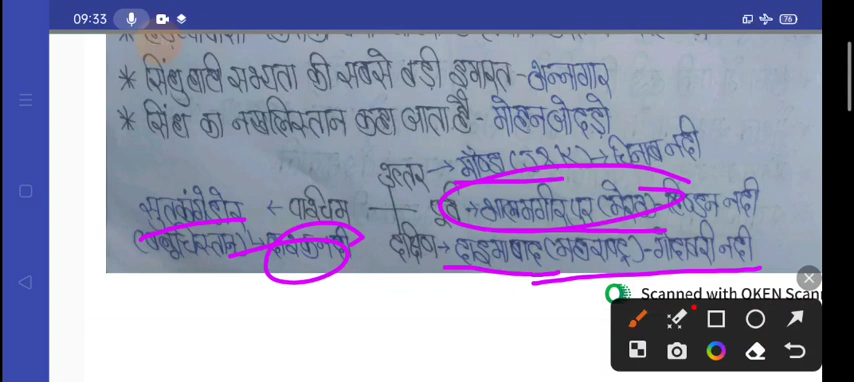 09:33
76
* सिंधु घाटी सभ्यता की सबसे बड़ी इमारत - अन्नागार
* सिंध का नखलिस्तान कहा जाता है - मोहनजोदड़ो
उत्तर → माँण्डा (J&K) → चिनाब नदी
सुत्कांगेडोर ← पश्चिम पूर्व → आलमगीरपुर (मेरठ) - हिण्डन नदी
(बलूचिस्तान) → दाश्क नदी दक्षिण → दाइमाबाद (महाराष्ट्र) - गोदावरी नदी
Scanned with OKEN Scan